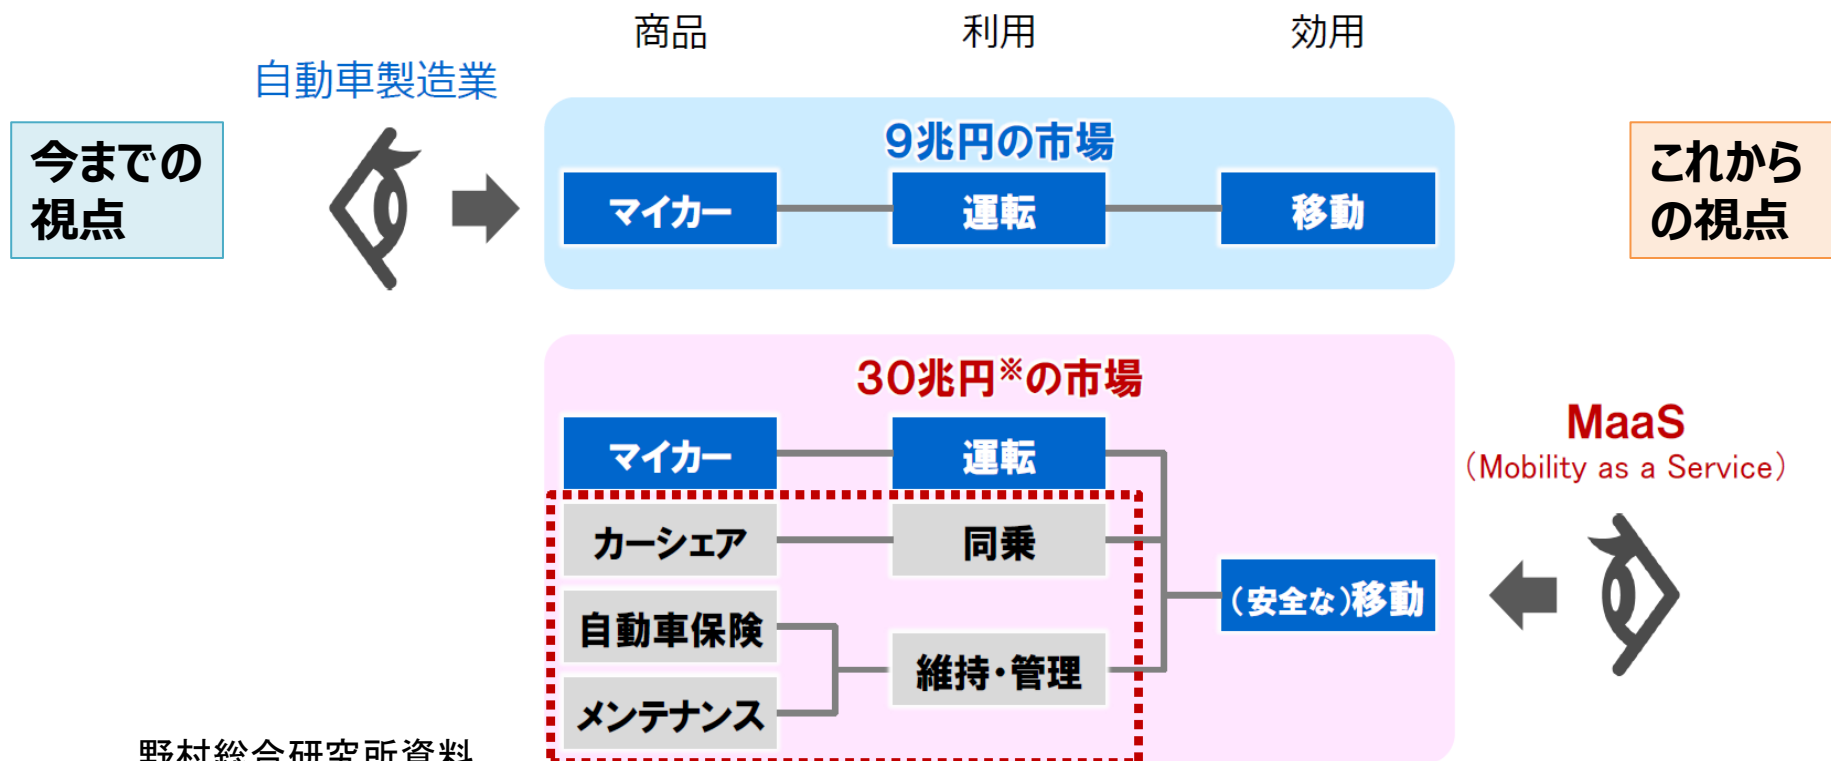 商品
利用
効用
自動車製造業
今までの
視点
9兆円の市場
マイカー
運転
移動
これから
の視点
30兆円※の市場
マイカー
運転
カーシェア
同乗
自動車保険
維持・管理
メンテナンス
(安全な)移動
MaaS
(Mobility as a Service)
野村総合研究所資料